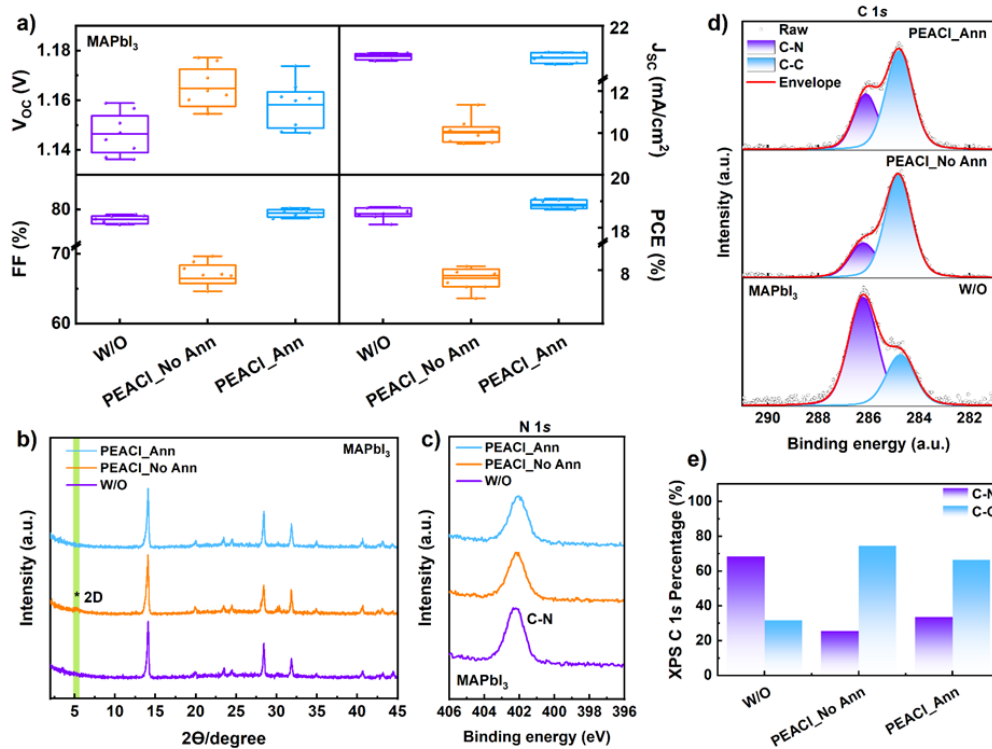 a)
MAPbI₃
1.18
1.16
1.14
V_OC (V)
22
12
10
J_SC (mA/cm²)
80
67
60
FF (%)
20
18
8
PCE (%)
W/O
PEACl_No Ann
PEACl_Ann
W/O
PEACl_No Ann
PEACl_Ann
b)
MAPbI₃
PEACl_Ann
PEACl_No Ann
W/O
* 2D
Intensity (a.u.)
5 10 15 20 25 30 35 40 45
2Θ/degree
c)
N 1s
PEACl_Ann
PEACl_No Ann
W/O
C-N
MAPbI₃
Intensity (a.u.)
406 404 402 400 398 396
Binding energy (eV)
d)
C 1s
Raw
C-N
C-C
Envelope
PEACl_Ann
PEACl_No Ann
MAPbI₃ W/O
Intensity (a.u.)
290 288 286 284 282
Binding energy (a.u.)
e)
C-N
C-C
100
80
60
40
20
0
XPS C 1s Percentage (%)
W/O
PEACl_No Ann
PEACl_Ann